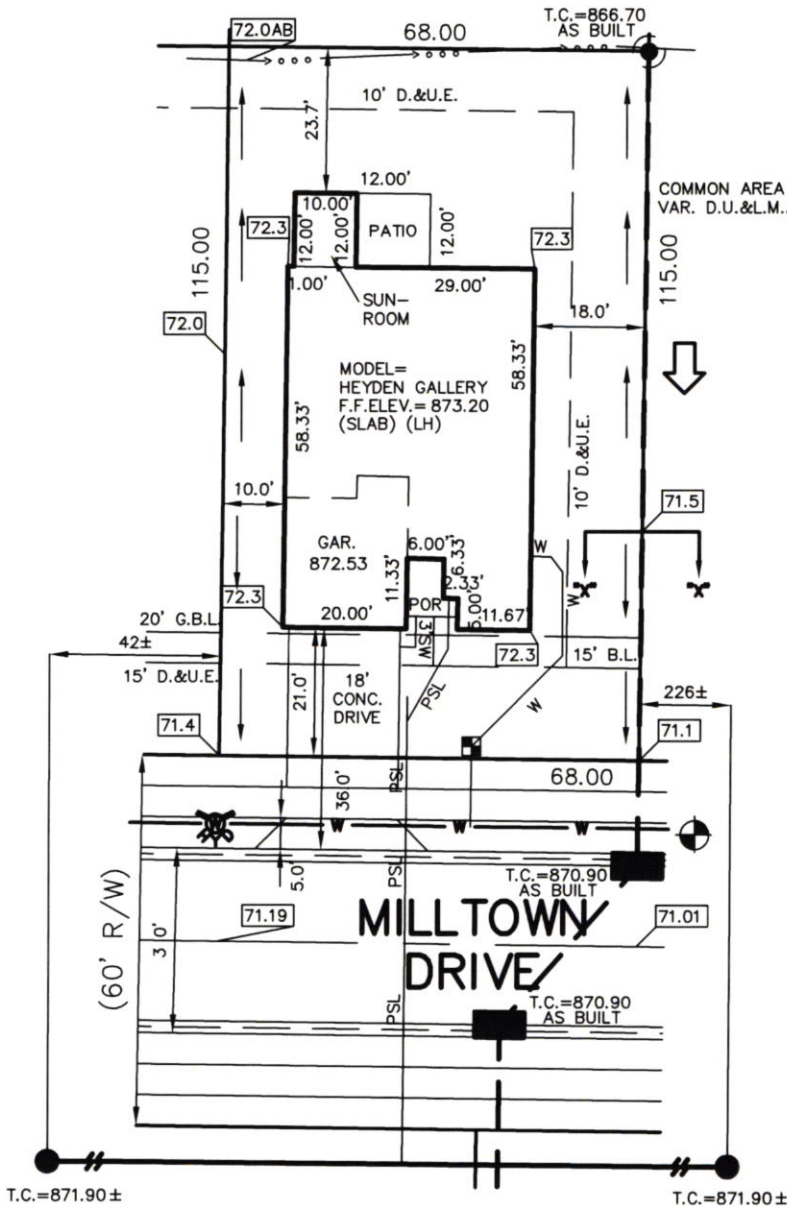 T.C.=866.70
AS BUILT
72.0AB
68.00
10' D.&U.E.
23.7'
12.00'
COMMON AREA
VAR. D.U.&L.M.
10.00'
72.3
12.00'
12.00'
PATIO
12.00'
72.3
115.00
115.00
1.00'
29.00'
SUN-
ROOM
18.0'
72.0
MODEL=
HEYDEN GALLERY
F.F.ELEV.= 873.20
(SLAB) (LH)
58.33'
58.33'
10' D.&U.E.
10.0'
71.5
GAR.
872.53
6.00'
6.33'
W
"X"
"X"
11.33'
2.33'
W
72.3
POR
5.00'
20.00'
11.67'
20' G.B.L.
3'SW
72.3
15' B.L.
42±
15' D.&U.E.
21.0'
18'
CONC.
DRIVE
PSL
W
226±
71.4
71.1
PSL
68.00
36.0'
W
W
W
W
5.0'
PSL
T.C.=870.90
AS BUILT
71.19
MILLTOWN
71.01
(60' R/W)
DRIVE
PSL
T.C.=870.90
AS BUILT
T.C.=871.90±
T.C.=871.90±